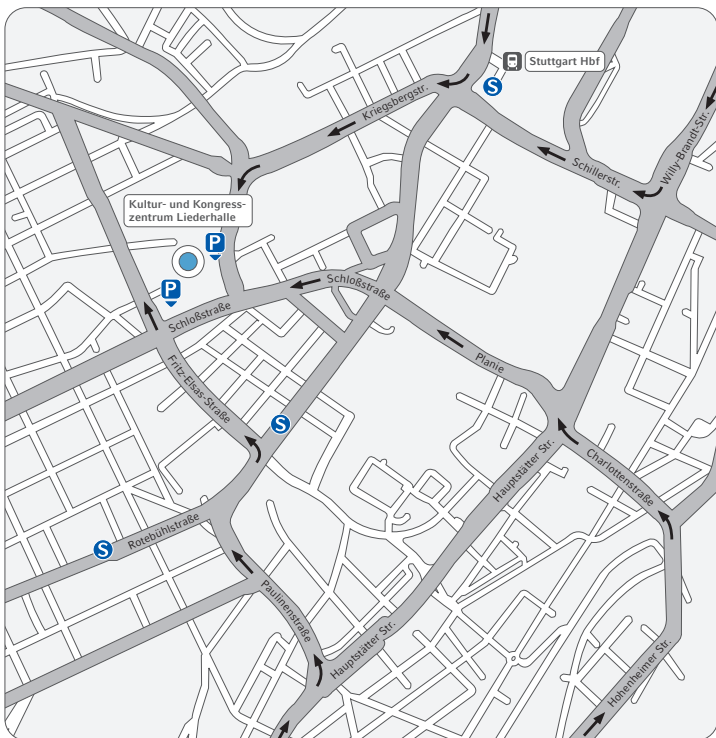 Stuttgart Hbf
S
Kriegsbergstr.
Willy-Brandt-Str.
Schillerstr.
Kultur- und Kongress-
zentrum Liederhalle
P
P
Schloßstraße
Schloßstraße
Planie
Fritz-Elsas-Straße
S
Hauptstätter Str.
Charlottenstraße
Rotebühlstraße
S
Paulinenstraße
Hauptstätter Str.
Hohenheimer Str.